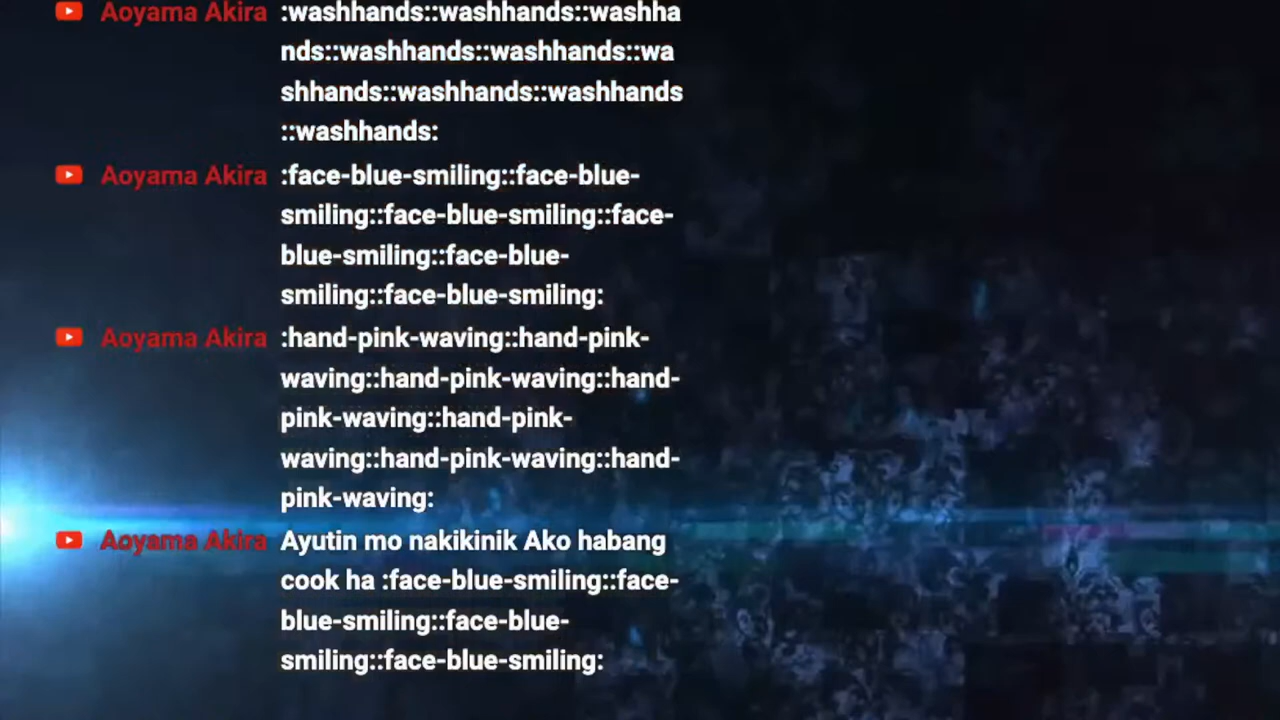 Aoyama Akira :washhands::washhands::washha
nds::washhands::washhands::wa
shhands::washhands::washhands
::washhands:
Aoyama Akira :face-blue-smiling::face-blue-
smiling::face-blue-smiling::face-
blue-smiling::face-blue-
smiling::face-blue-smiling:
Aoyama Akira :hand-pink-waving::hand-pink-
waving::hand-pink-waving::hand-
pink-waving::hand-pink-
waving::hand-pink-waving::hand-
pink-waving:
Aoyama Akira Ayutin mo nakikinik Ako habang
cook ha :face-blue-smiling::face-
blue-smiling::face-blue-
smiling::face-blue-smiling: